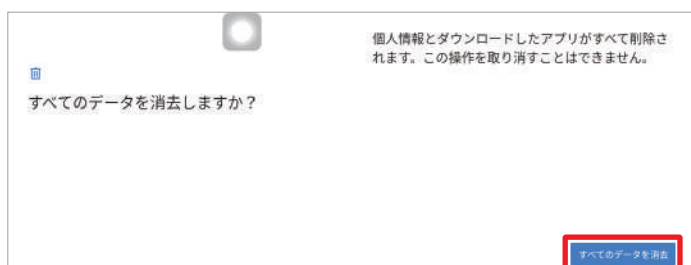 すべてのデータを消去しますか？
個人情報とダウンロードしたアプリがすべて削除さ
れます。この操作を取り消すことはできません。
すべてのデータを消去